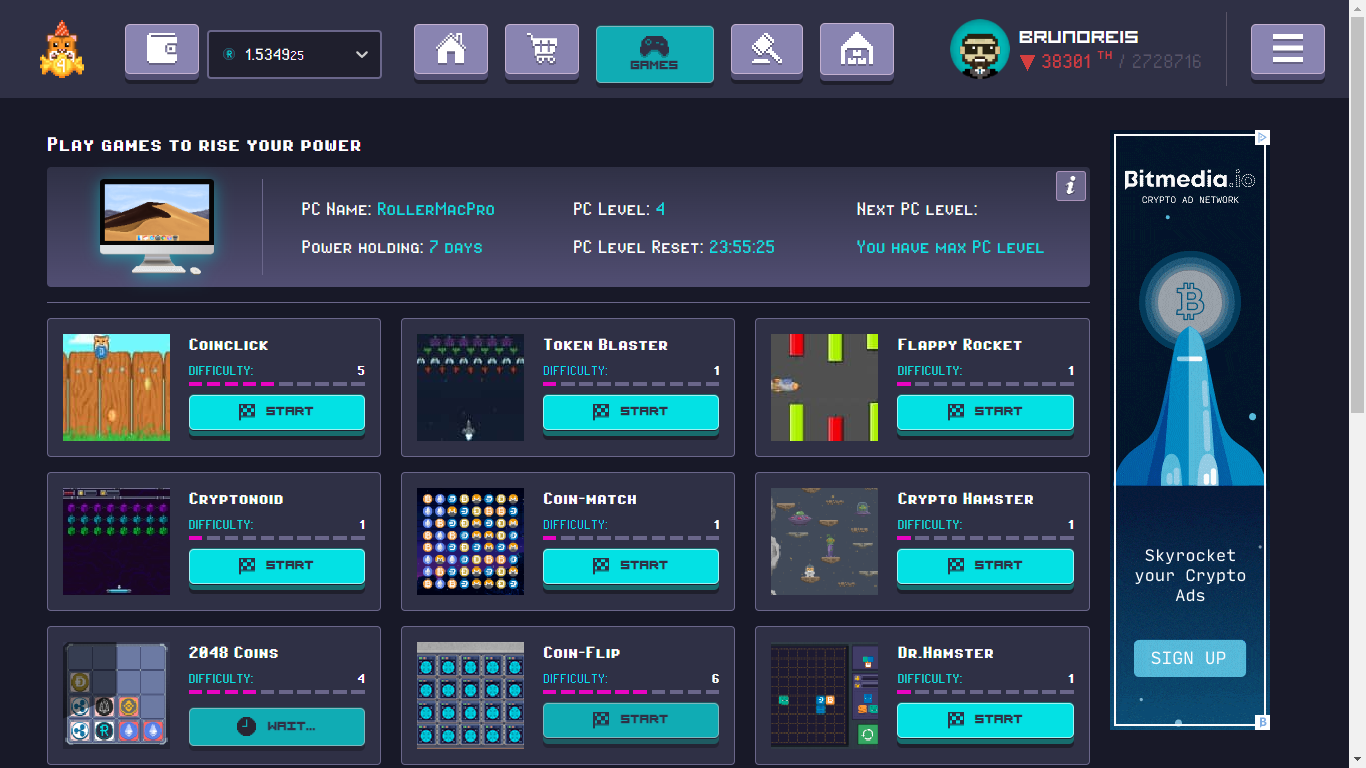 1.534925
GAMES
BRUNOREIS
38301 TH / 2728716
Play games to rise your power
PC Name: RollerMacPro
PC Level: 4
Next PC level:
Power holding: 7 days
PC Level Reset: 23:55:25
You have max PC level
i
Coinclick
DIFFICULTY: 5
START
Token Blaster
DIFFICULTY: 1
START
Flappy Rocket
DIFFICULTY: 1
START
Cryptonoid
DIFFICULTY: 1
START
Coin-match
DIFFICULTY: 1
START
Crypto Hamster
DIFFICULTY: 1
START
2048 Coins
DIFFICULTY: 4
WAIT...
Coin-Flip
DIFFICULTY: 6
START
Dr.Hamster
DIFFICULTY: 1
START
Bitmedia.io
CRYPTO AD NETWORK
Skyrocket
your Crypto
Ads
SIGN UP